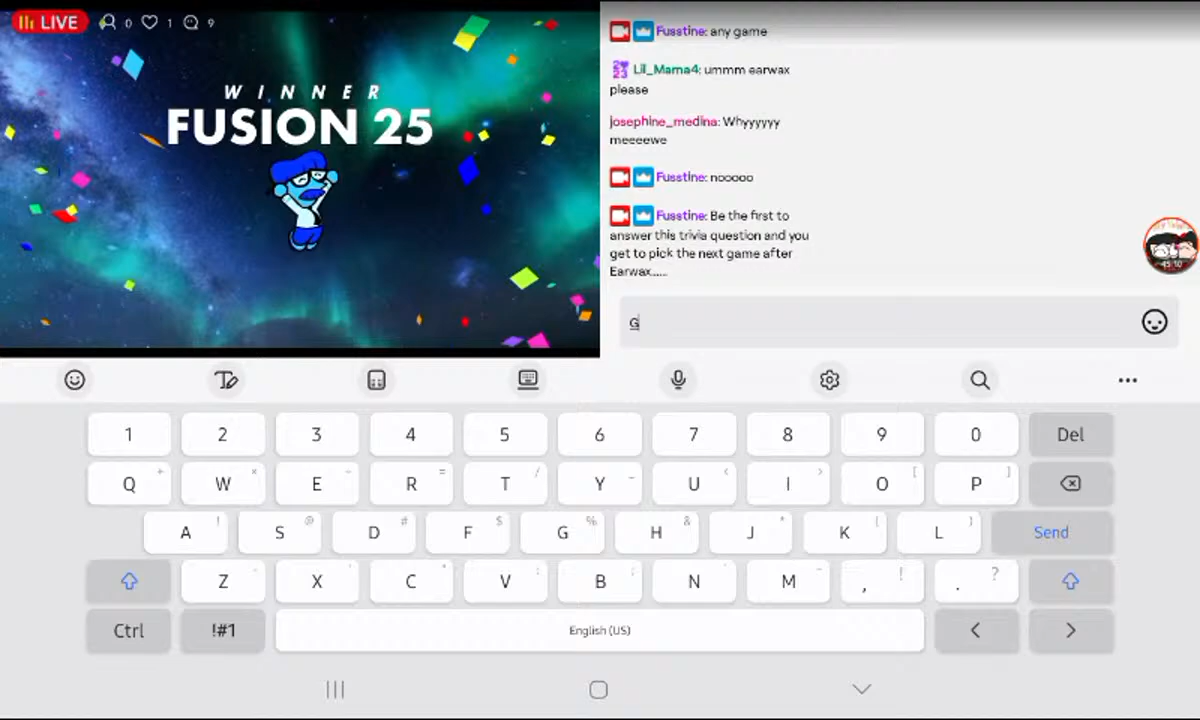 LIVE 0 1 9
WINNER
FUSION 25
Fusstine: any game
Lil_Mama4: ummm earwax
please
josephine_medina: Whyyyyyy
meeeewe
Fusstine: nooooo
Fusstine: Be the first to
answer this trivia question and you
get to pick the next game after
Earwax.....
45:10
G
1 2 3 4 5 6 7 8 9 0 Del
Q W E R T Y U I O P
A S D F G H J K L Send
Z X C V B N M , ! . ?
Ctrl !#1 English (US) < >